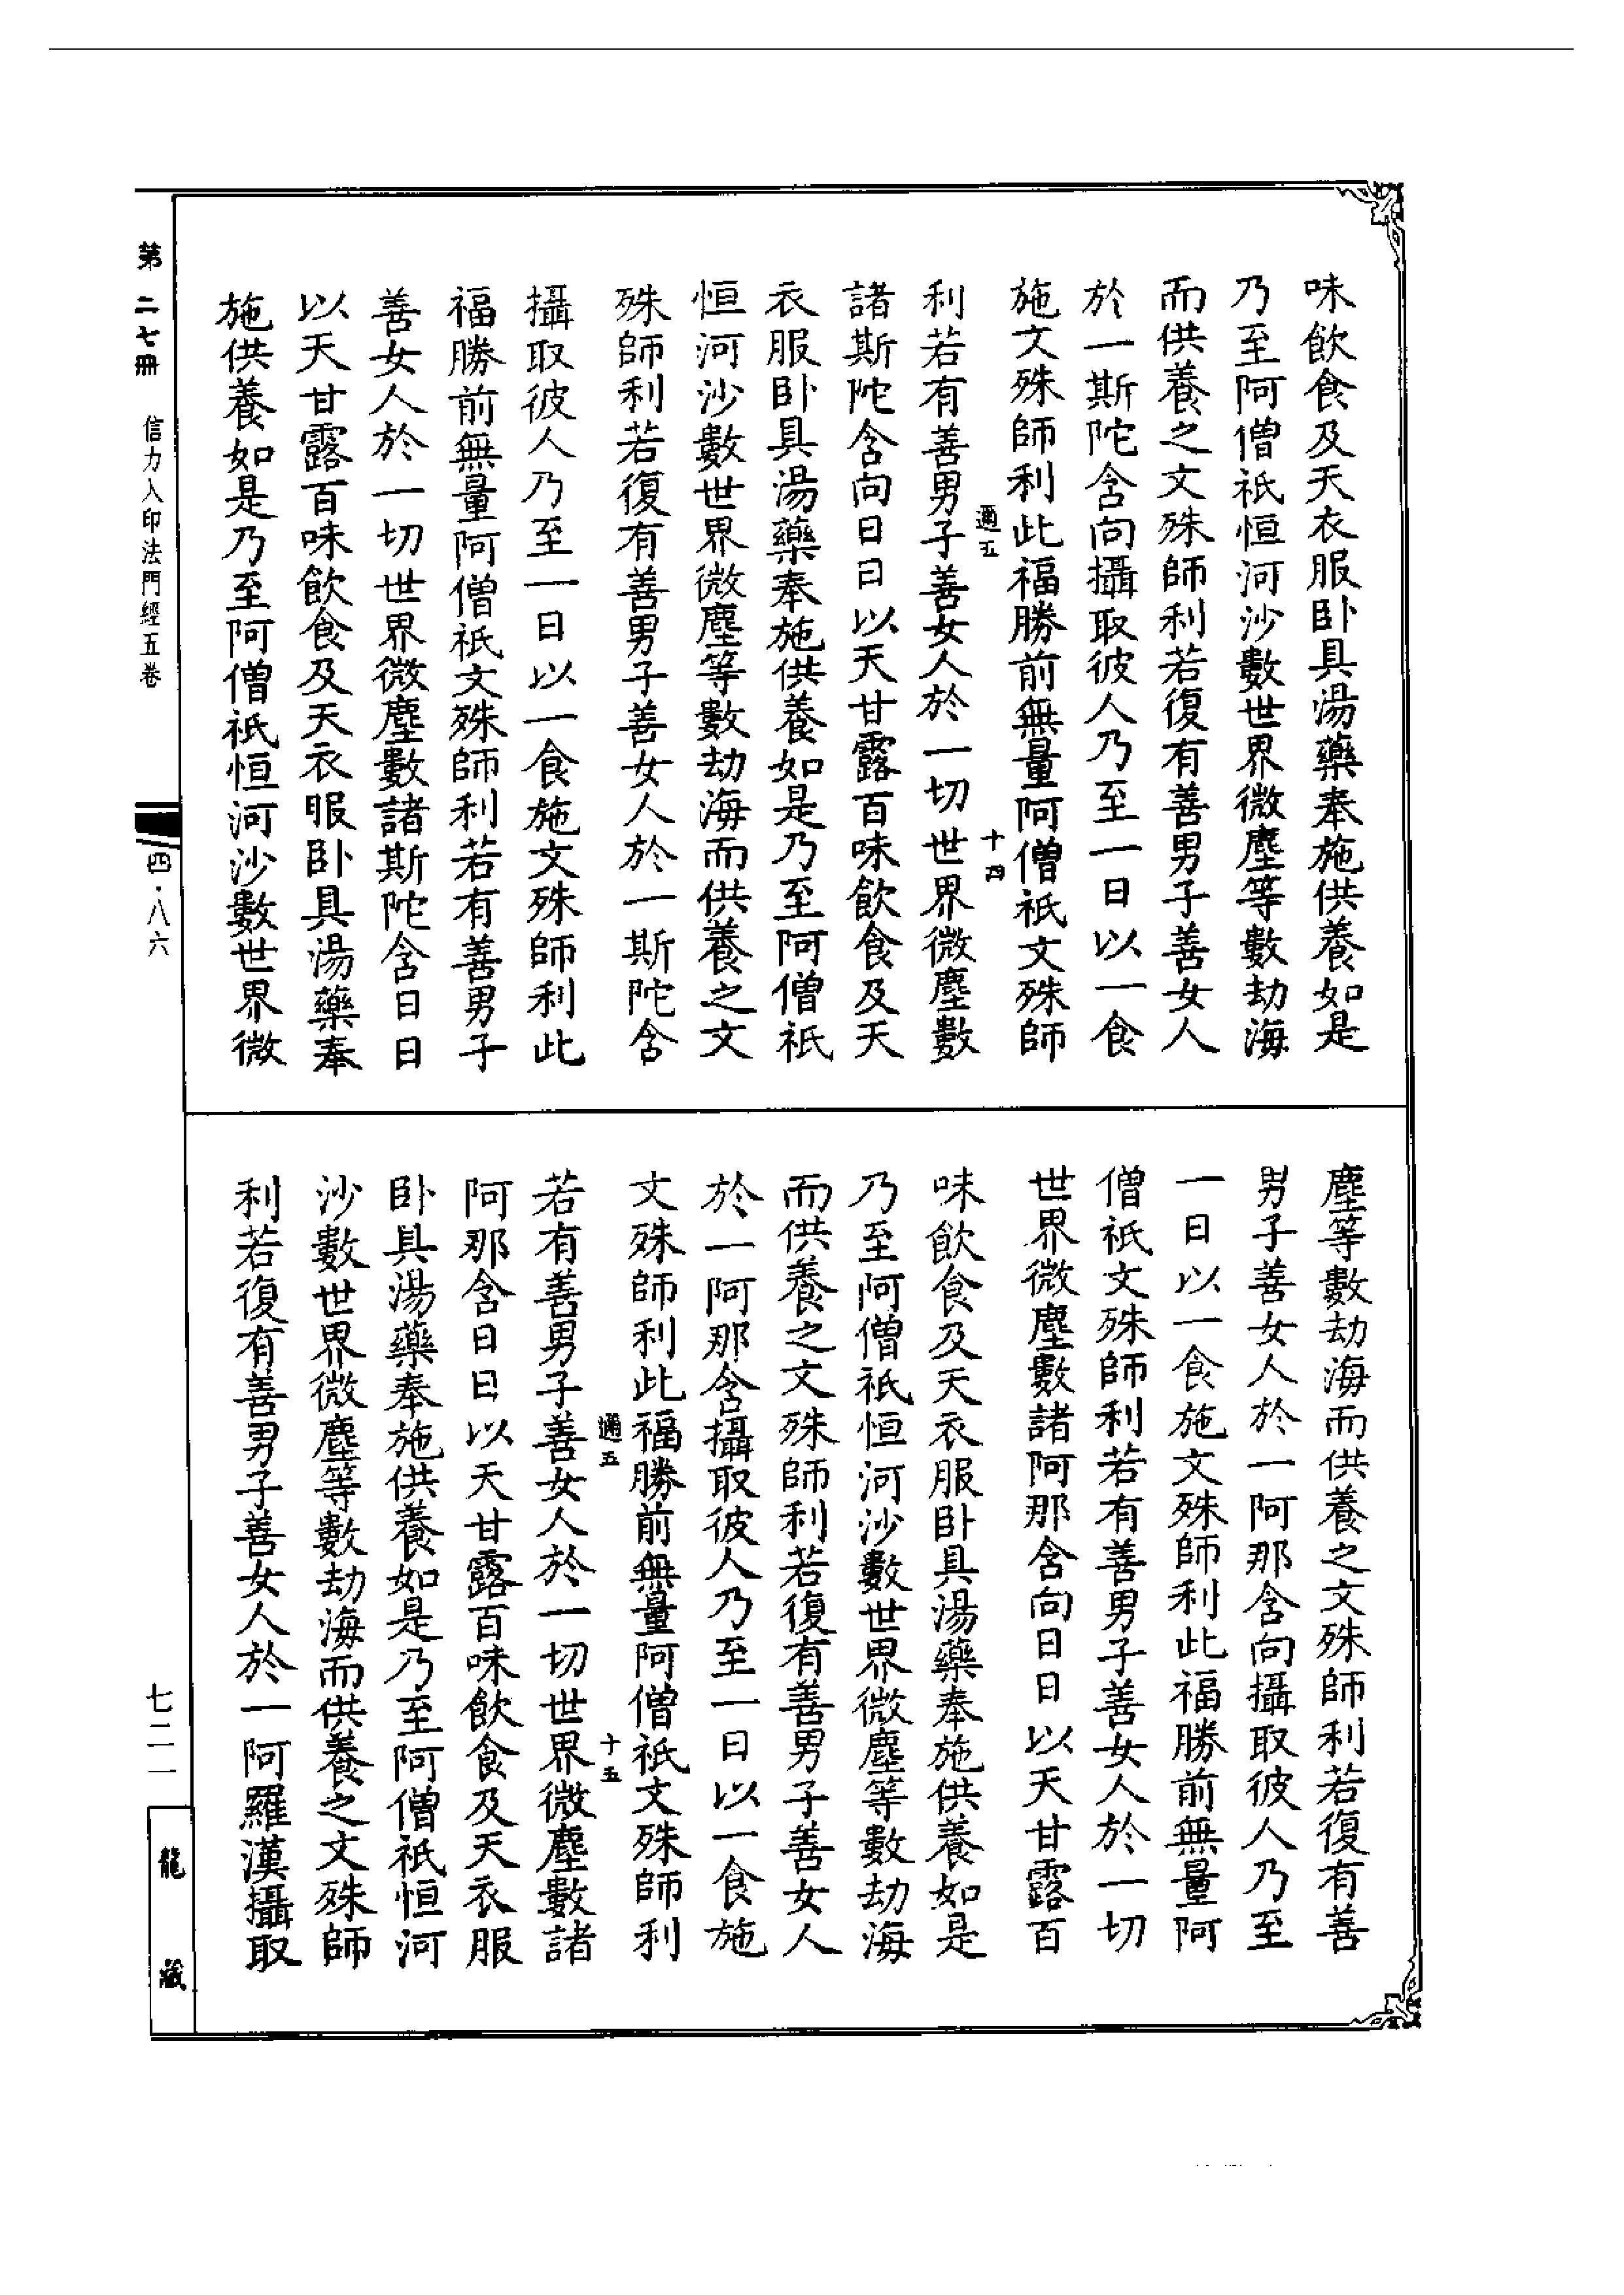 味飲食及天衣服卧具湯藥奉施供養如是
乃至阿僧祇恒河沙數世界微塵等數劫海
而供養之文殊師利若復有善男子善女人
於一斯陀含向攝取彼人乃至一日以一食
施文殊師利此福勝前無量阿僧祇文殊師
通五 十四
利若有善男子善女人於一切世界微塵數
諸斯陀含向日日以天甘露百味飲食及天
衣服卧具湯藥奉施供養如是乃至阿僧祇
恒河沙數世界微塵等數劫海而供養之文
殊師利若復有善男子善女人於一斯陀含
攝取彼人乃至一日以一食施文殊師利此
福勝前無量阿僧祇文殊師利若有善男子
善女人於一切世界微塵數諸斯陀含日日
以天甘露百味飲食及天衣服卧具湯藥奉
施供養如是乃至阿僧祇恒河沙數世界微
塵等數劫海而供養之文殊師利若復有善
男子善女人於一阿那含向攝取彼人乃至
一日以一食施文殊師利此福勝前無量阿
僧祇文殊師利若有善男子善女人於一切
世界微塵數諸阿那含向日日以天甘露百
味飲食及天衣服卧具湯藥奉施供養如是
乃至阿僧祇恒河沙數世界微塵等數劫海
而供養之文殊師利若復有善男子善女人
於一阿那含攝取彼人乃至一日以一食施
文殊師利此福勝前無量阿僧祇文殊師利
通五 十五
若有善男子善女人於一切世界微塵數諸
阿那含日日以天甘露百味飲食及天衣服
卧具湯藥奉施供養如是乃至阿僧祇恒河
沙數世界微塵等數劫海而供養之文殊師
利若復有善男子善女人於一阿羅漢攝取
第二七冊 信力入印法門經五卷 四·八六
七二一
龍藏